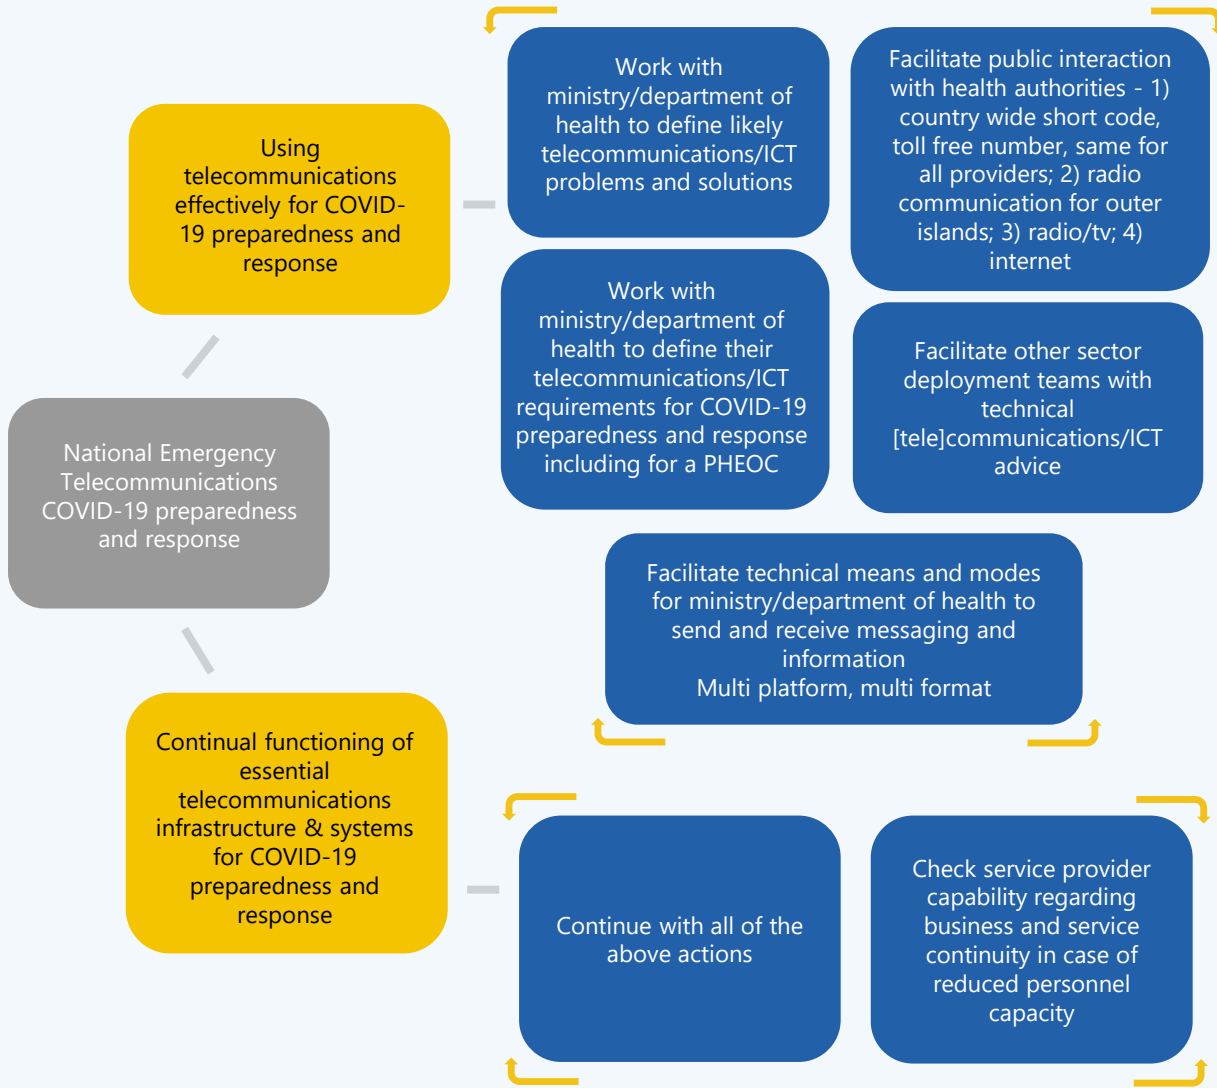 Using
telecommunications
effectively for COVID-
19 preparedness and
response
Work with
ministry/department of
health to define likely
telecommunications/ICT
problems and solutions
Facilitate public interaction
with health authorities - 1)
country wide short code,
toll free number, same for
all providers; 2) radio
communication for outer
islands; 3) radio/tv; 4)
internet
Work with
ministry/department of
health to define their
telecommunications/ICT
requirements for COVID-19
preparedness and response
including for a PHEOC
Facilitate other sector
deployment teams with
technical
[tele]communications/ICT
advice
National Emergency
Telecommunications
COVID-19 preparedness
and response
Facilitate technical means and modes
for ministry/department of health to
send and receive messaging and
information
Multi platform, multi format
Continual functioning of
essential
telecommunications
infrastructure & systems
for COVID-19
preparedness and
response
Continue with all of the
above actions
Check service provider
capability regarding
business and service
continuity in case of
reduced personnel
capacity